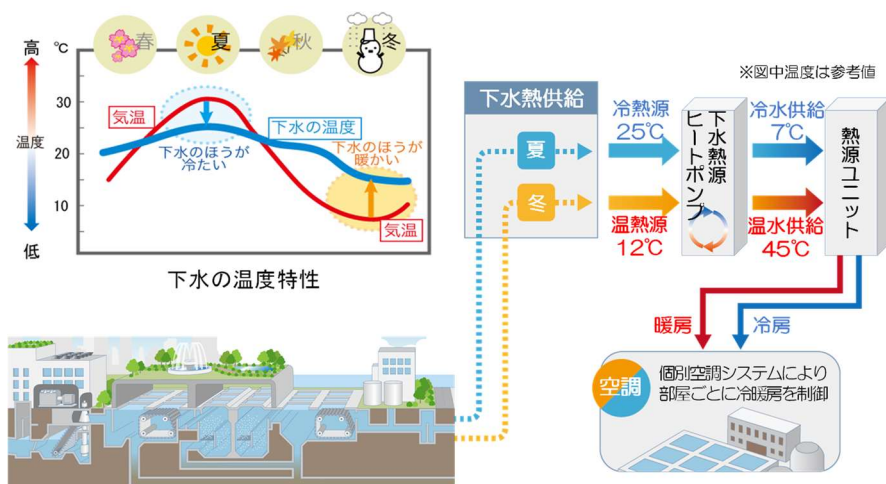 高
℃
春
夏
秋
冬
30
温度
20
10
低
気温
下水の温度
下水のほうが
冷たい
下水のほうが
暖かい
気温
下水の温度特性
※図中温度は参考値
下水熱供給
夏
冬
冷熱源
25℃
温熱源
12℃
下水熱源
ヒートポンプ
冷水供給
7℃
温水供給
45℃
熱源ユニット
暖房
冷房
空調
個別空調システムにより
部屋ごとに冷暖房を制御